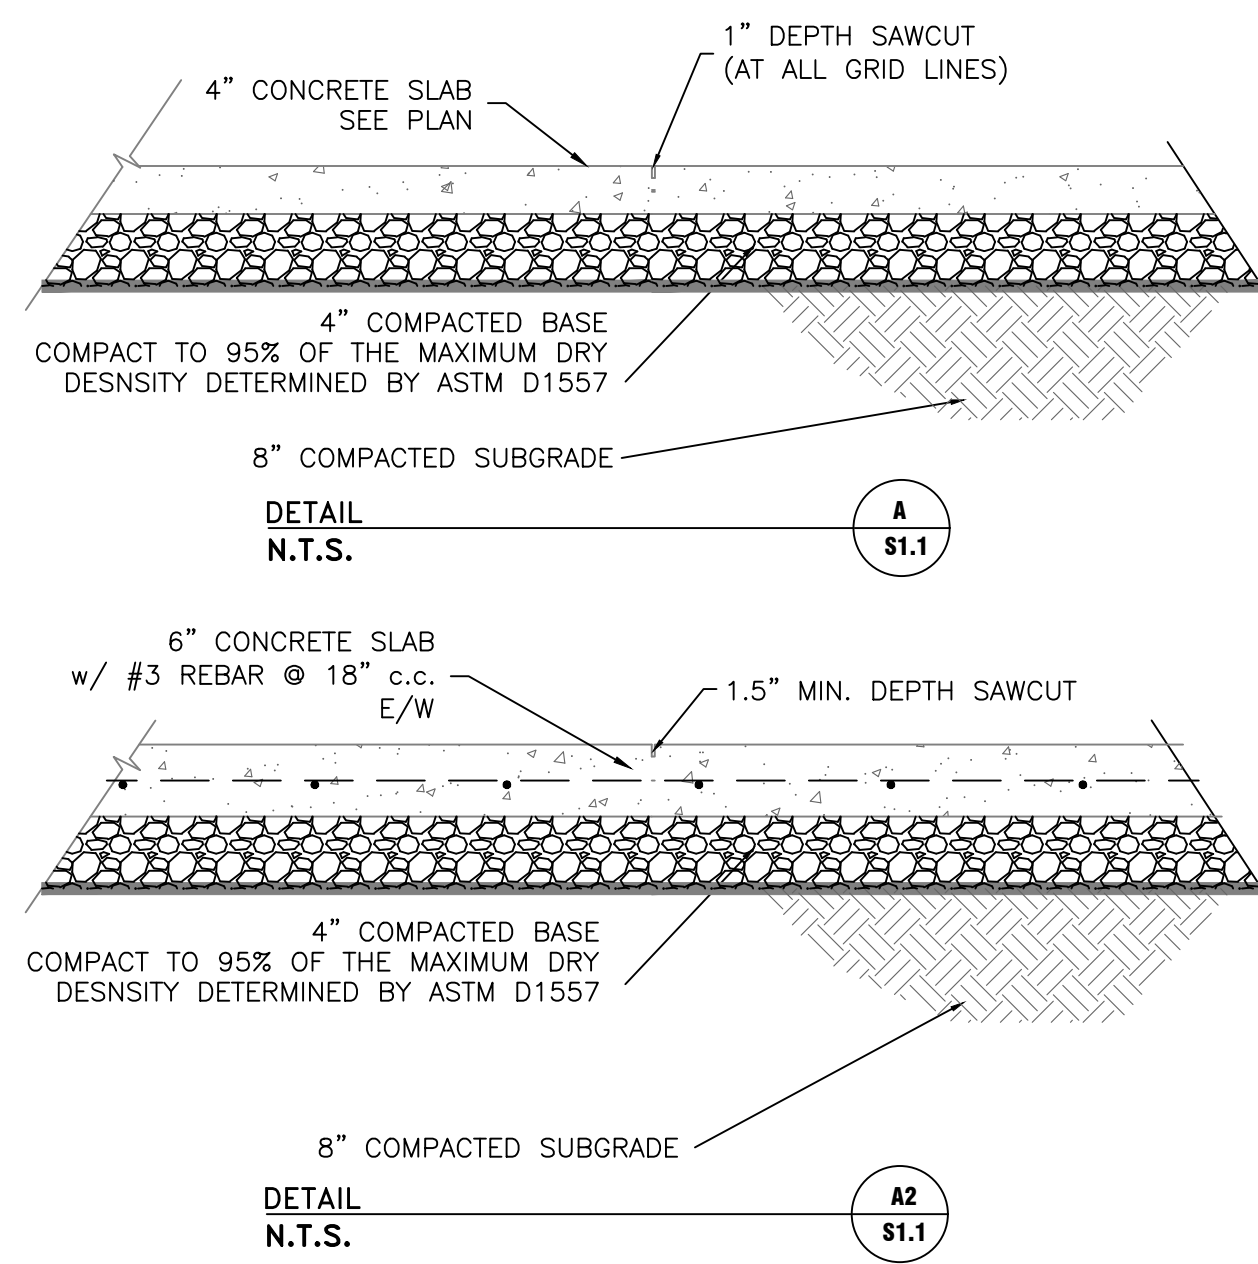 1” DEPTH SAWCUT
(AT ALL GRID LINES)
4” CONCRETE SLAB
SEE PLAN
4” COMPACTED BASE
COMPACT TO 95% OF THE MAXIMUM DRY
DESNSITY DETERMINED BY ASTM D1557
8” COMPACTED SUBGRADE
DETAIL
N.T.S.
A
S1.1
6” CONCRETE SLAB
w/ #3 REBAR @ 18” c.c.
E/W
1.5” MIN. DEPTH SAWCUT
4” COMPACTED BASE
COMPACT TO 95% OF THE MAXIMUM DRY
DESNSITY DETERMINED BY ASTM D1557
8” COMPACTED SUBGRADE
DETAIL
N.T.S.
A2
S1.1